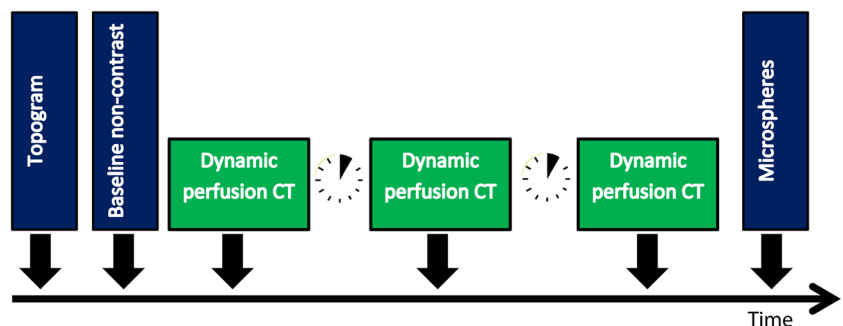 Topogram
Baseline non-contrast
Dynamic
perfusion CT
Dynamic
perfusion CT
Dynamic
perfusion CT
Microspheres
Time